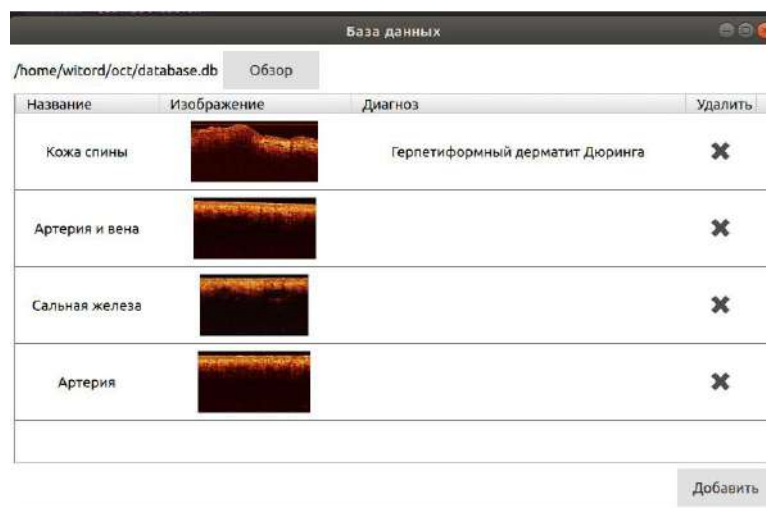 База данных
/home/witord/oct/database.db Обзор
Название Изображение Диагноз Удалить
Кожа спины Герпетиформный дерматит Дюринга
Артерия и вена
Сальная железа
Артерия
Добавить